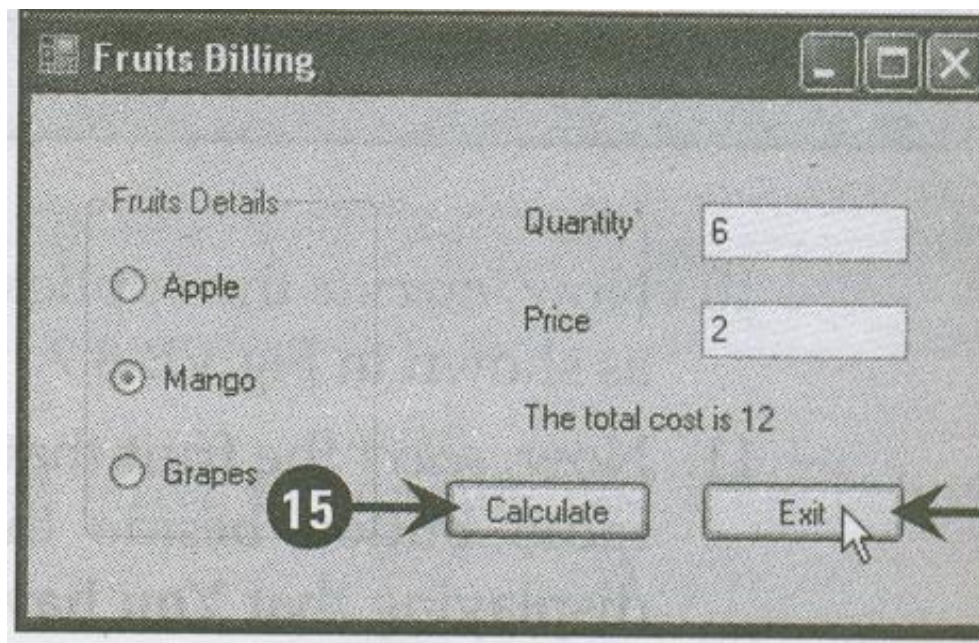 Fruits Billing
Fruits Details
Apple
Mango
Grapes
Quantity
6
Price
2
The total cost is 12
15
Calculate
Exit